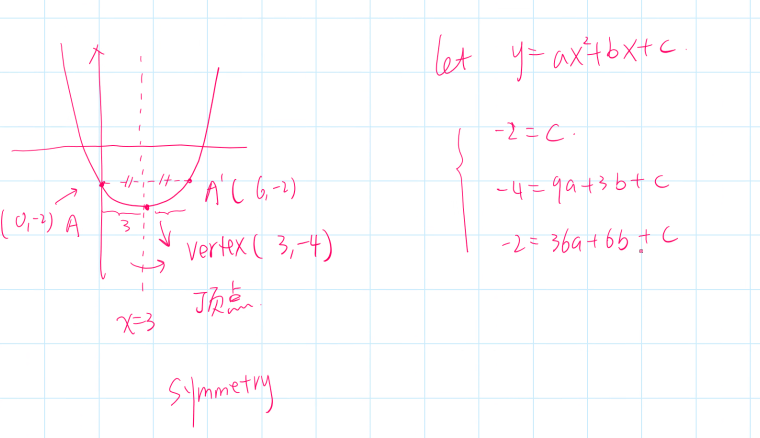 let y=ax²+bx+c.
-2=c.
-4=9a+3b+c
-2=36a+6b+c
A'(6,-2)
(0,-2) A
3
vertex(3,-4)
顶点
x=3
symmetry